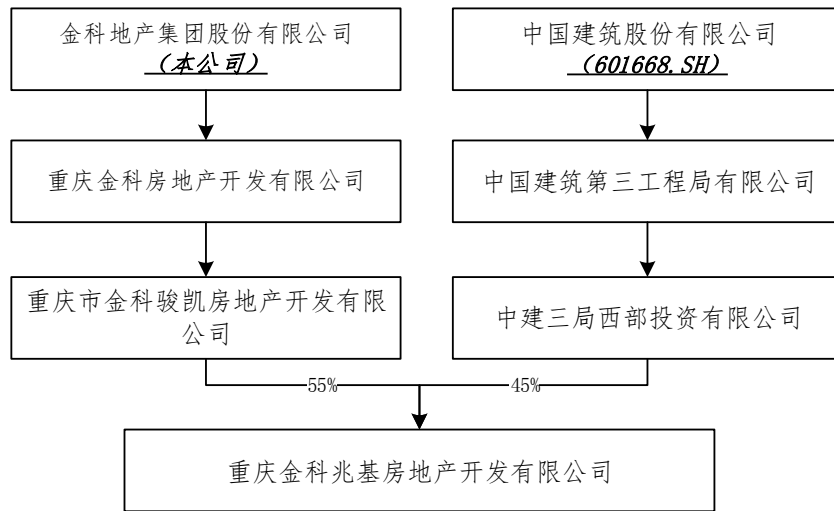 金科地产集团股份有限公司
（本公司）
中国建筑股份有限公司
（601668.SH）
重庆金科房地产开发有限公司
中国建筑第三工程局有限公司
重庆市金科骏凯房地产开发有限
公司
中建三局西部投资有限公司
55%
45%
重庆金科兆基房地产开发有限公司